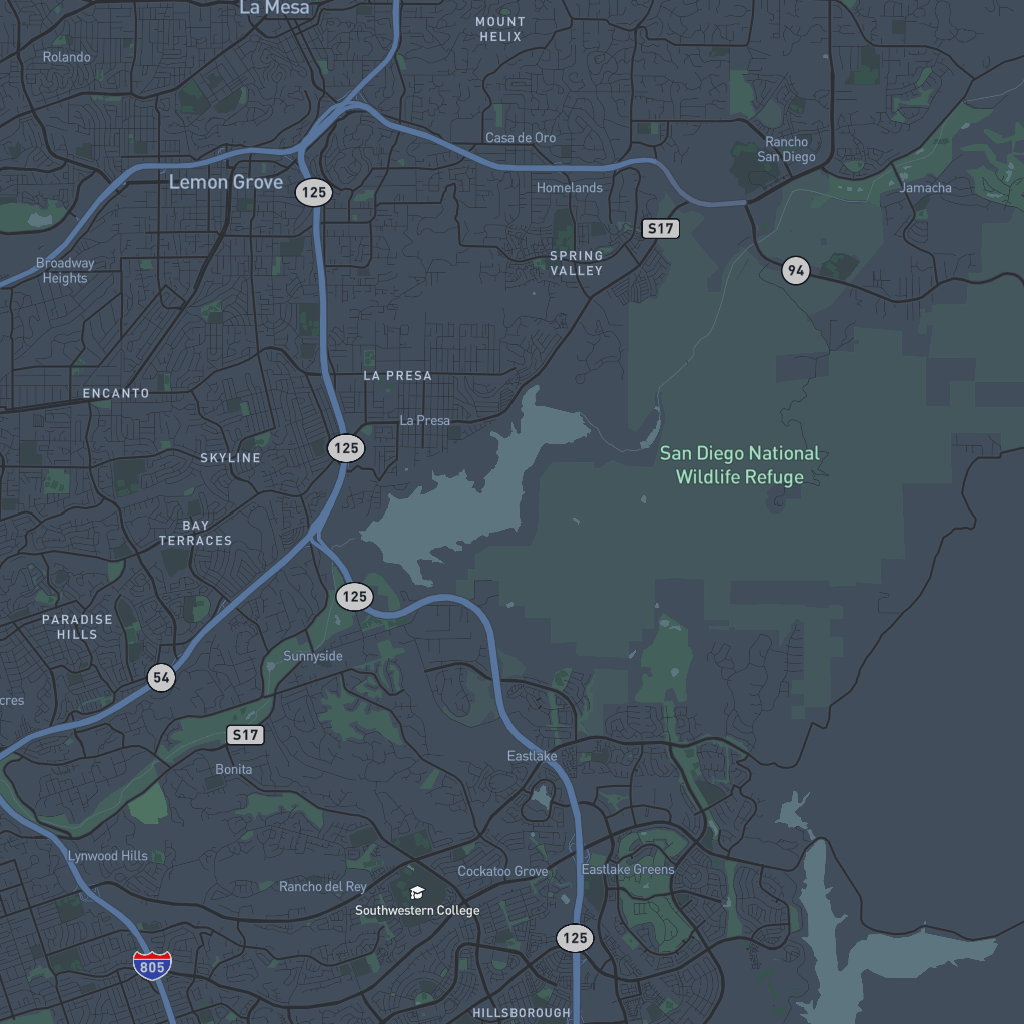 La Mesa
MOUNT
HELIX
Rolando
Casa de Oro
Rancho
San Diego
Lemon Grove
125
Homelands
Jamacha
S17
Broadway
Heights
SPRING
VALLEY
94
LA PRESA
ENCANTO
La Presa
125
SKYLINE
San Diego National
Wildlife Refuge
BAY
TERRACES
125
PARADISE
HILLS
Sunnyside
54
cres
S17
Eastlake
Bonita
Lynwood Hills
Cockatoo Grove
Eastlake Greens
Rancho del Rey
Southwestern College
125
805
HILLSBOROUGH